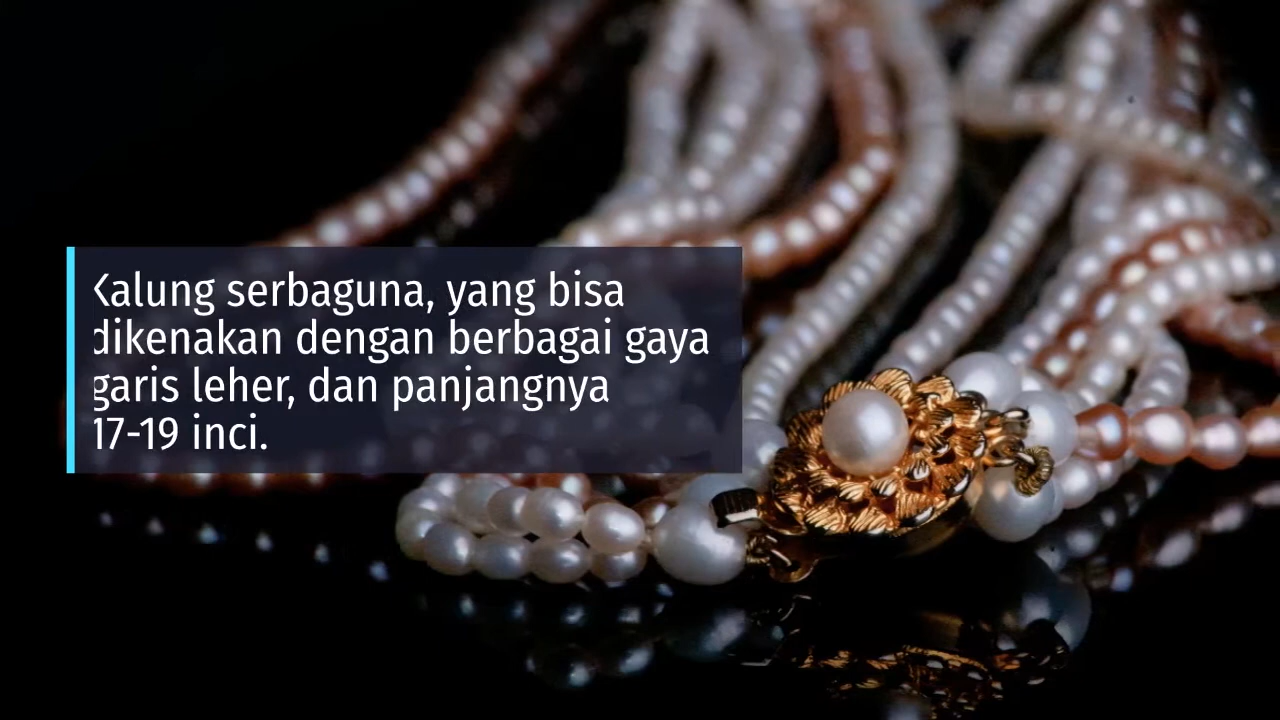 Kalung serbaguna, yang bisa
dikenakan dengan berbagai gaya
garis leher, dan panjangnya
17-19 inci.